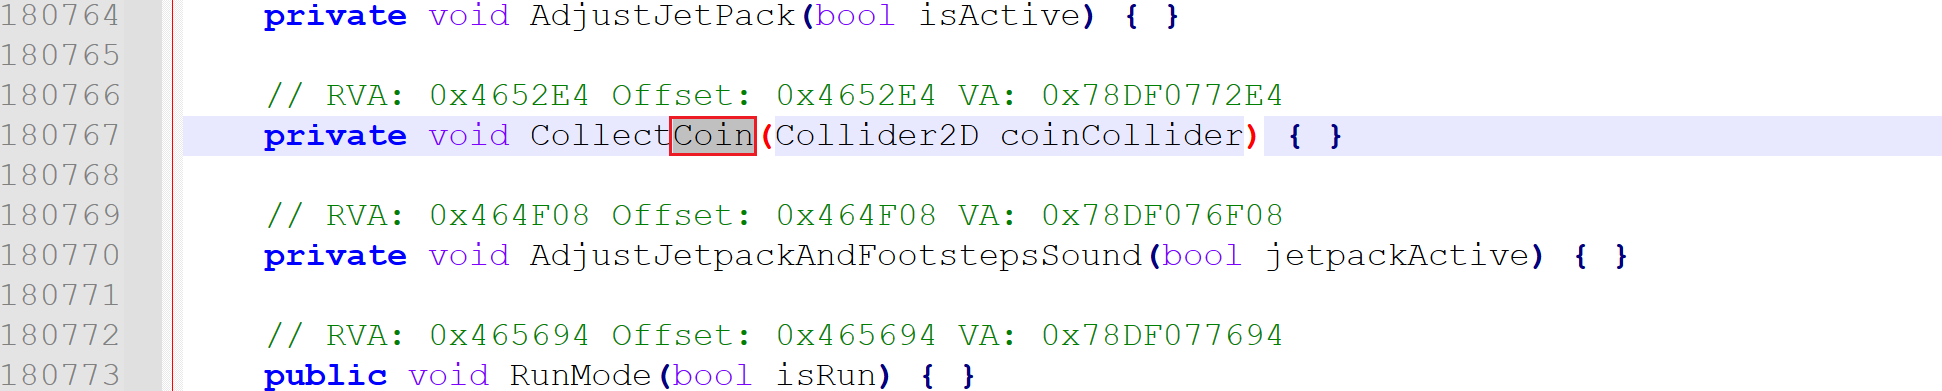 180764 private void AdjustJetPack(bool isActive) { }
180765
180766 // RVA: 0x4652E4 Offset: 0x4652E4 VA: 0x78DF0772E4
180767 private void CollectCoin(Collider2D coinCollider) { }
180768
180769 // RVA: 0x464F08 Offset: 0x464F08 VA: 0x78DF076F08
180770 private void AdjustJetpackAndFootstepsSound(bool jetpackActive) { }
180771
180772 // RVA: 0x465694 Offset: 0x465694 VA: 0x78DF077694
180773 public void RunMode(bool isRun) { }